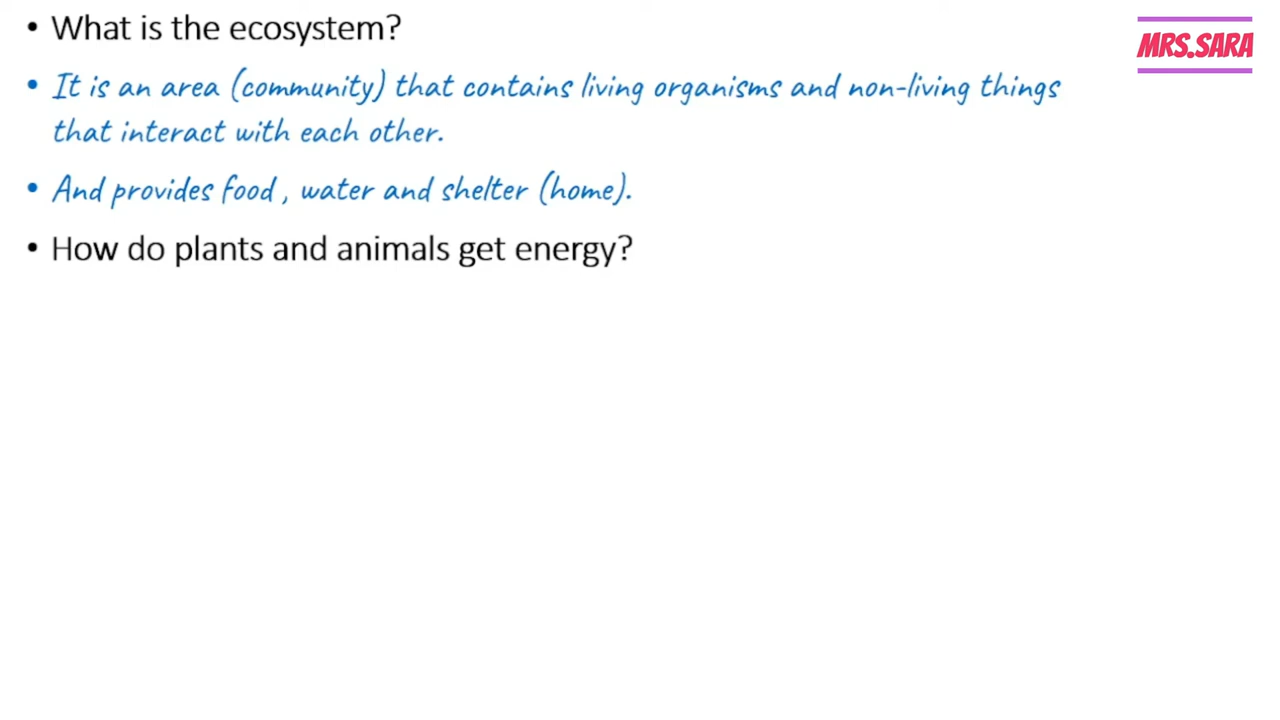 • What is the ecosystem?
MRS.SARA
• It is an area (community) that contains living organisms and non-living things
that interact with each other.
• And provides food , water and shelter (home).
• How do plants and animals get energy?